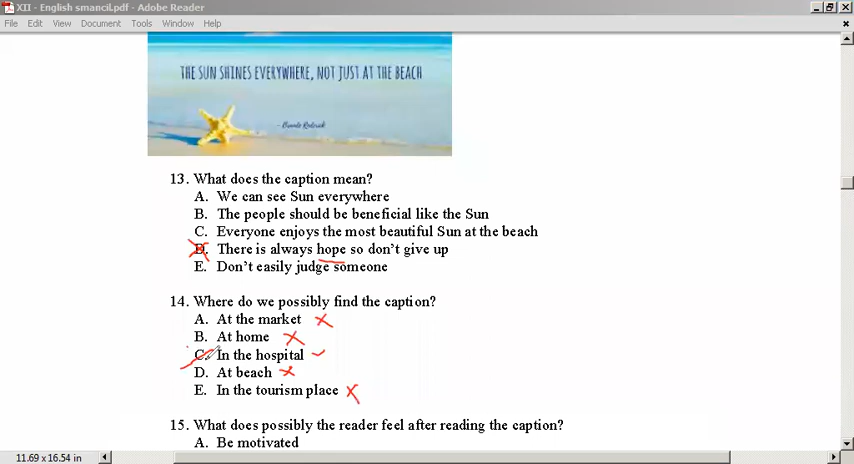 XII - English smancil.pdf - Adobe Reader
File Edit View Document Tools Window Help
THE SUN SHINES EVERYWHERE, NOT JUST AT THE BEACH
13. What does the caption mean?
A. We can see Sun everywhere
B. The people should be beneficial like the Sun
C. Everyone enjoys the most beautiful Sun at the beach
D. There is always hope so don't give up
E. Don't easily judge someone
14. Where do we possibly find the caption?
A. At the market
B. At home
C. In the hospital
D. At beach
E. In the tourism place
15. What does possibly the reader feel after reading the caption?
A. Be motivated
11.69 x 16.54 in